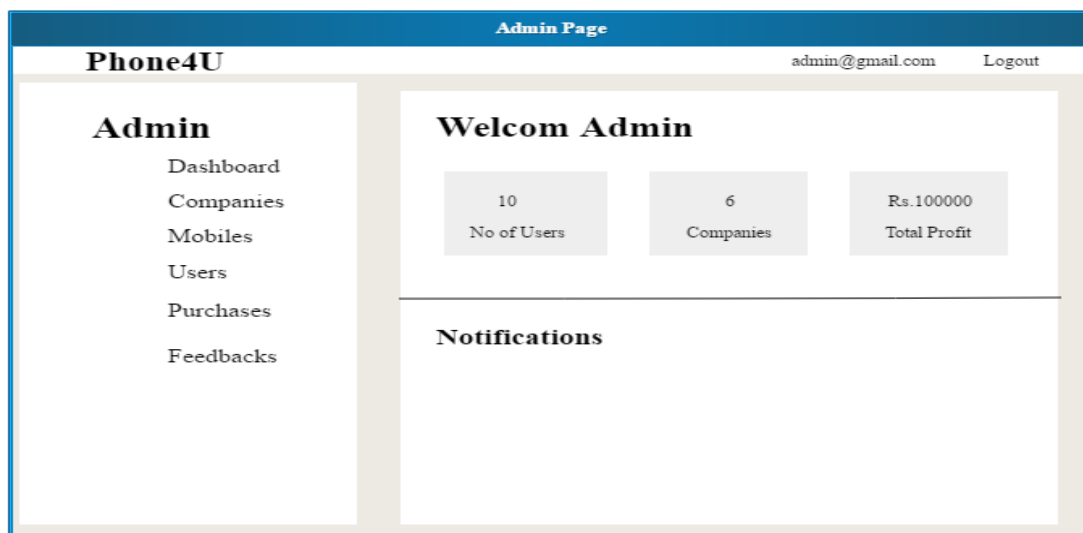 Admin Page
Phone4U
admin@gmail.com Logout
Admin
Dashboard
Companies
Mobiles
Users
Purchases
Feedbacks
Welcom Admin
10
No of Users
6
Companies
Rs.100000
Total Profit
Notifications